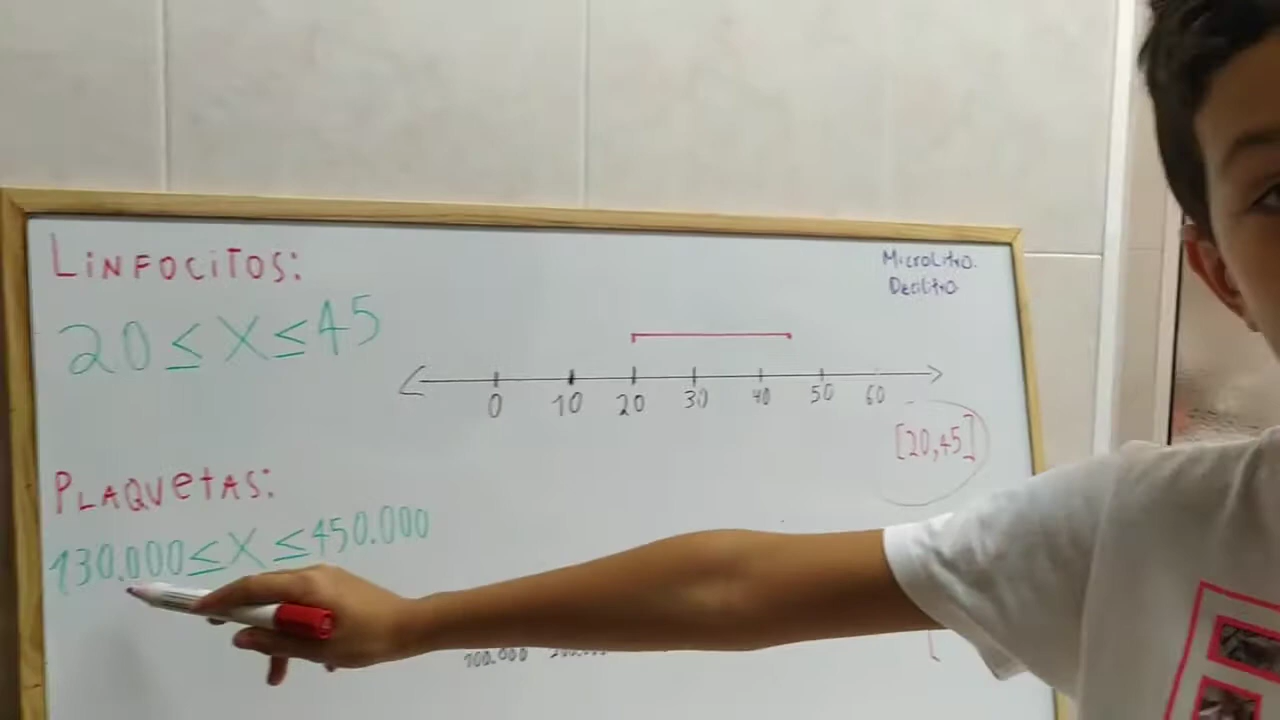 LiNFOCiTOS:
20 ≤ X ≤ 45
MicroLitro.
Decilitro
0 10 20 30 40 50 60
[20,45]
PLAQUetAS:
130.000 ≤ X ≤ 450.000
100.000